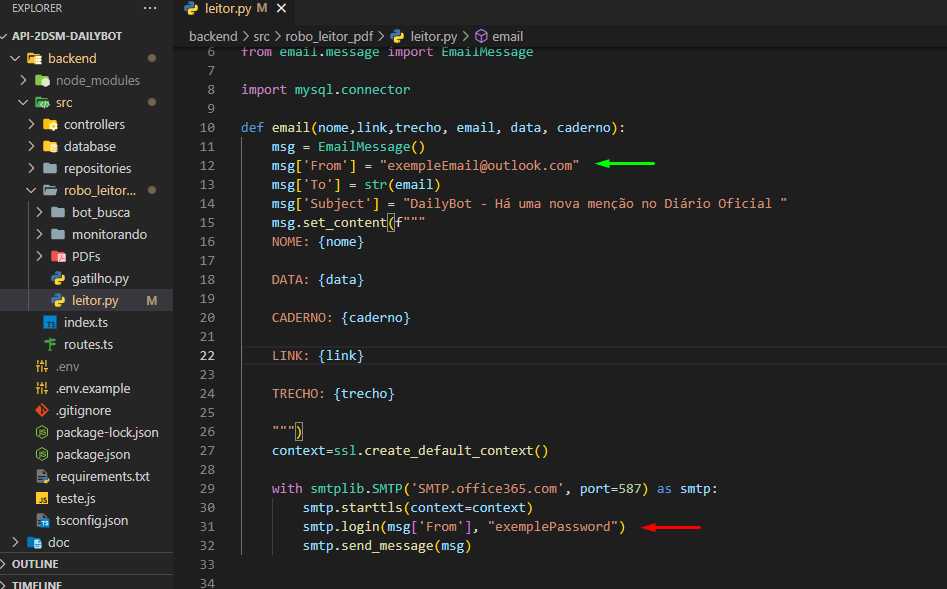 EXPLORER
···
leitor.py M ×
API-2DSM-DAILYBOT
backend > src > robo_leitor_pdf > leitor.py > email
backend
node_modules
src
controllers
database
repositories
robo_leitor...
bot_busca
monitorando
PDFs
gatilho.py
leitor.py M
index.ts
routes.ts
.env
.env.example
.gitignore
package-lock.json
package.json
requirements.txt
teste.js
tsconfig.json
doc
OUTLINE
TIMELINE
6 from email.message import EmailMessage
7
8 import mysql.connector
9
10 def email(nome,link,trecho, email, data, caderno):
11 msg = EmailMessage()
12 msg['From'] = "exempleEmail@outlook.com"
13 msg['To'] = str(email)
14 msg['Subject'] = "DailyBot - Há uma nova menção no Diário Oficial "
15 msg.set_content(f"""
16 NOME: {nome}
17
18 DATA: {data}
19
20 CADERNO: {caderno}
21
22 LINK: {link}
23
24 TRECHO: {trecho}
25
26 """)
27 context=ssl.create_default_context()
28
29 with smtplib.SMTP('SMTP.office365.com', port=587) as smtp:
30 smtp.starttls(context=context)
31 smtp.login(msg['From'], "exemplePassword")
32 smtp.send_message(msg)
33
34